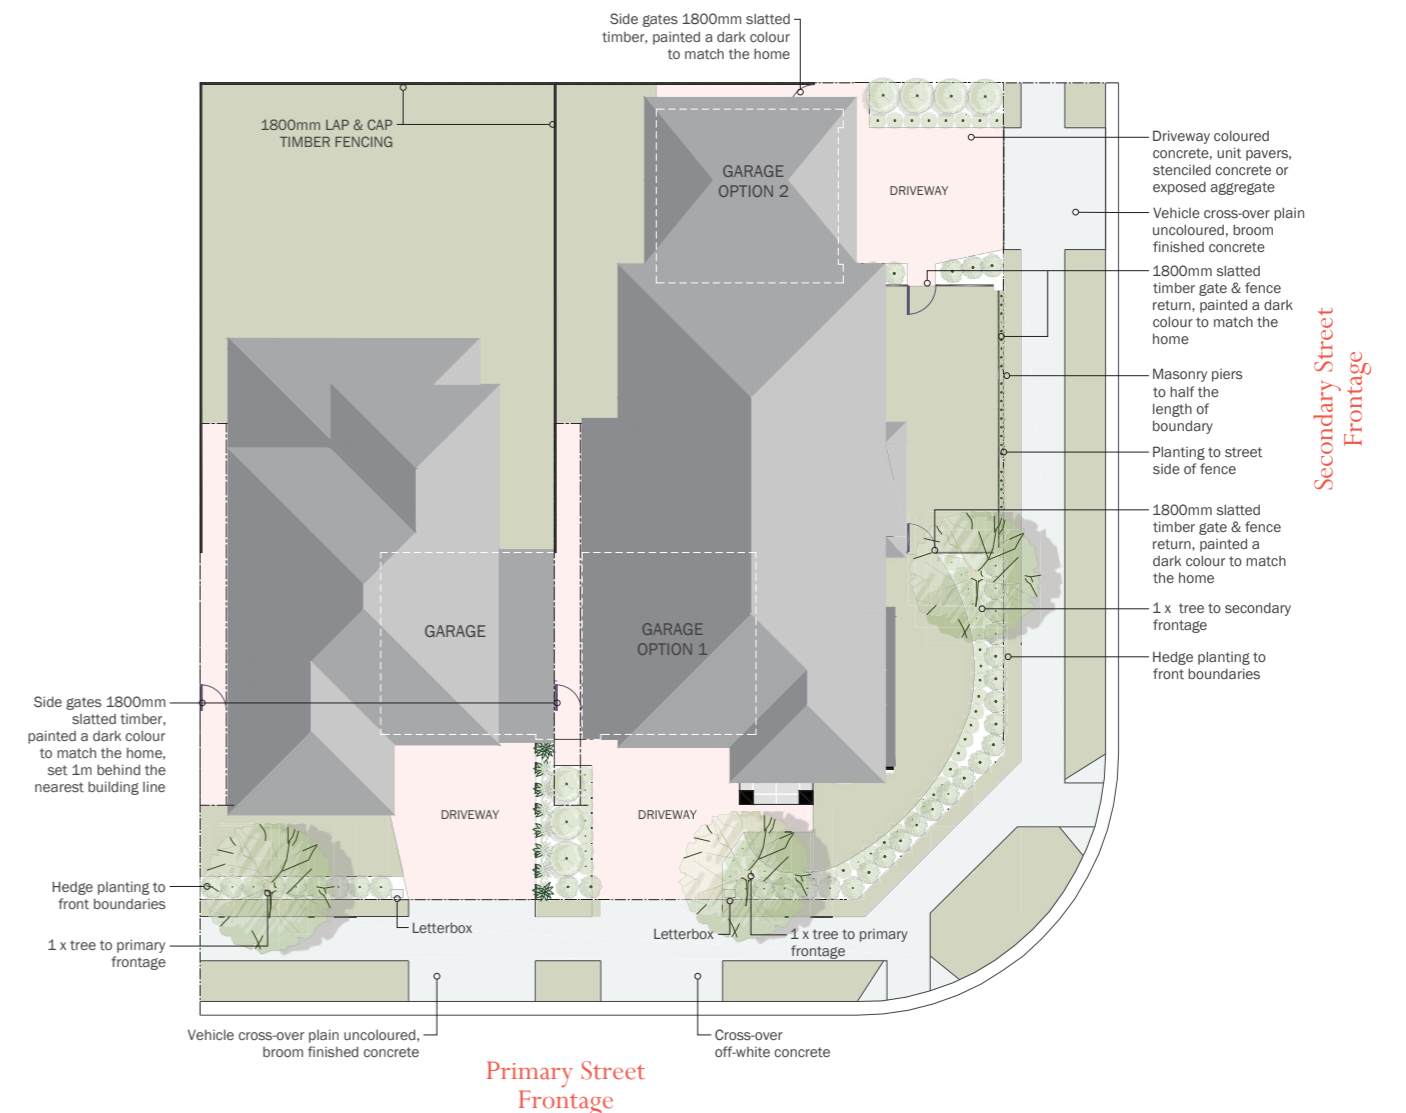 Side gates 1800mm slatted
timber, painted a dark colour
to match the home
1800mm LAP & CAP
TIMBER FENCING
GARAGE
OPTION 2
DRIVEWAY
Driveway coloured
concrete, unit pavers,
stenciled concrete or
exposed aggregate
Vehicle cross-over plain
uncoloured, broom
finished concrete
1800mm slatted
timber gate & fence
return, painted a dark
colour to match the
home
Masonry piers
to half the
length of
boundary
Planting to street
side of fence
1800mm slatted
timber gate & fence
return, painted a
dark colour to match
the home
1 x tree to secondary
frontage
Hedge planting to
front boundaries
Secondary Street
Frontage
GARAGE
GARAGE
OPTION 1
Side gates 1800mm
slatted timber,
painted a dark colour
to match the home,
set 1m behind the
nearest building line
DRIVEWAY
DRIVEWAY
Hedge planting to
front boundaries
1 x tree to primary
frontage
Letterbox
Letterbox
1 x tree to primary
frontage
Vehicle cross-over plain uncoloured,
broom finished concrete
Cross-over
off-white concrete
Primary Street
Frontage